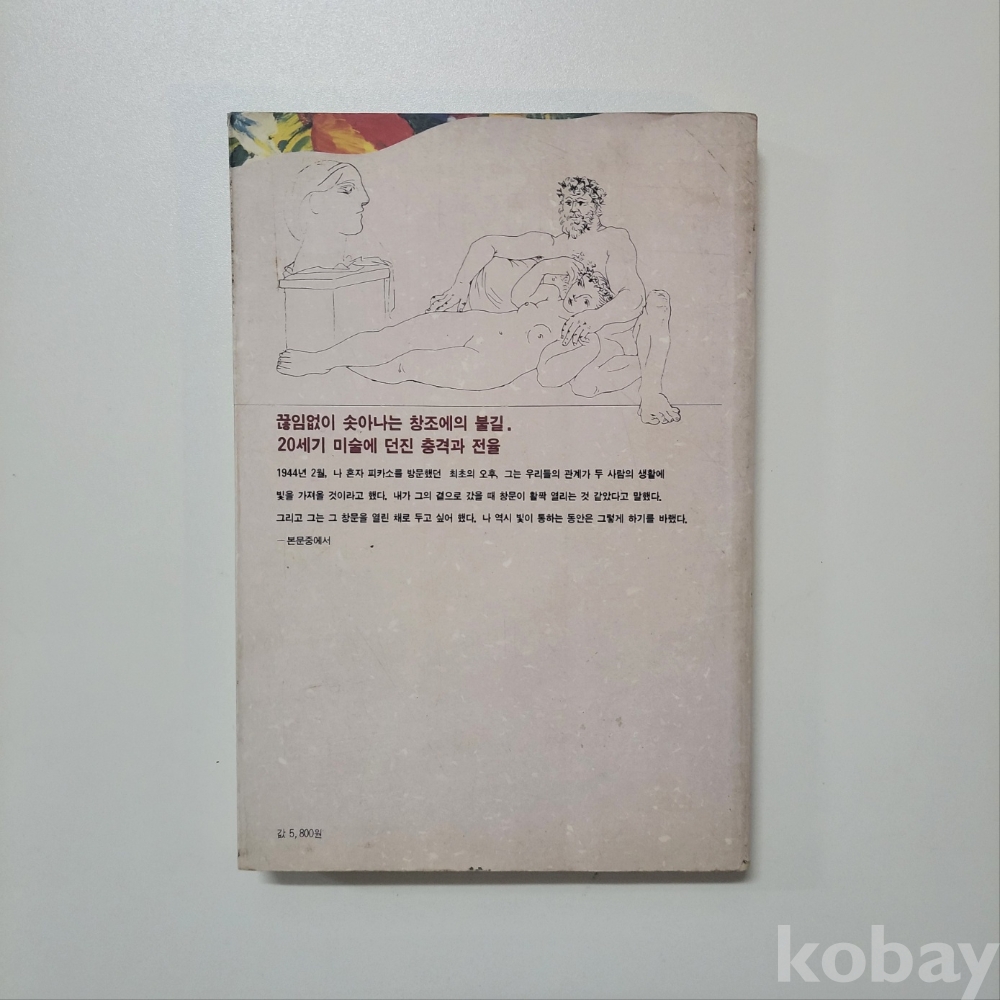 끊임없이 솟아나는 창조에의 불길.
20세기 미술에 던진 충격과 전율
1944년 2월, 나 혼자 피카소를 방문했던 최초의 오후, 그는 우리들의 관계가 두 사람의 생활에
빛을 가져올 것이라고 했다. 내가 그의 곁으로 갔을 때 창문이 활짝 열리는 것 같았다고 말했다.
그리고 그는 그 창문을 열린 채로 두고 싶어 했다. 나 역시 빛이 통하는 동안은 그렇게 하기를 바랬다.
—본문중에서
값 5,800원
kobay